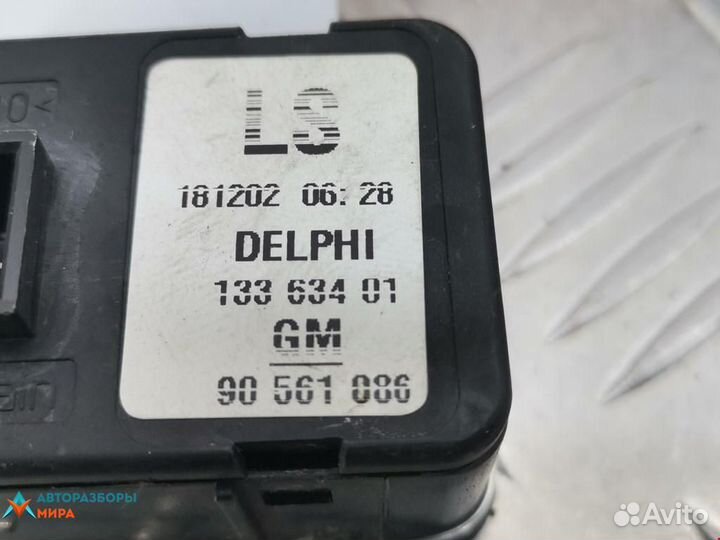 LS
181202 06:28
DELPHI
133 634 01
GM
90 561 086
АВТОРАЗБОРЫ
МИРА
Avito